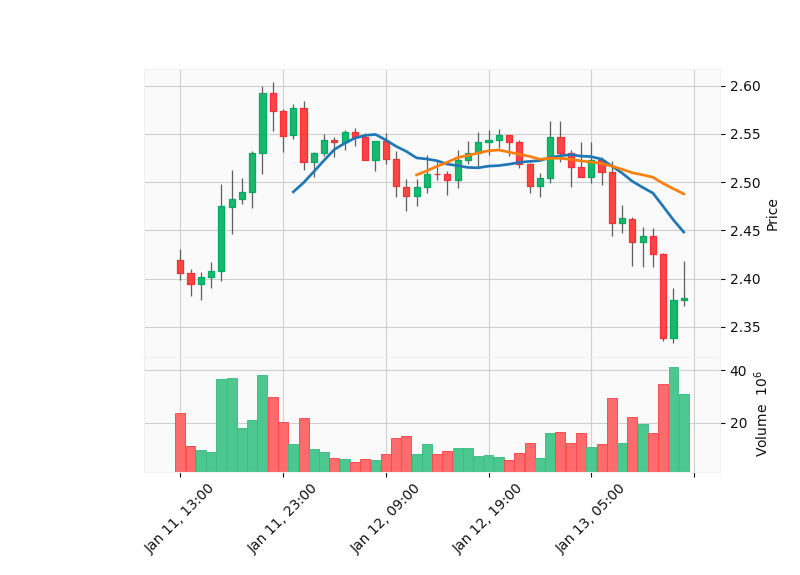 2.60
2.55
2.50
2.45
2.40
2.35
Price
40
20
Volume 10^6
Jan 11, 13:00
Jan 11, 23:00
Jan 12, 09:00
Jan 12, 19:00
Jan 13, 05:00